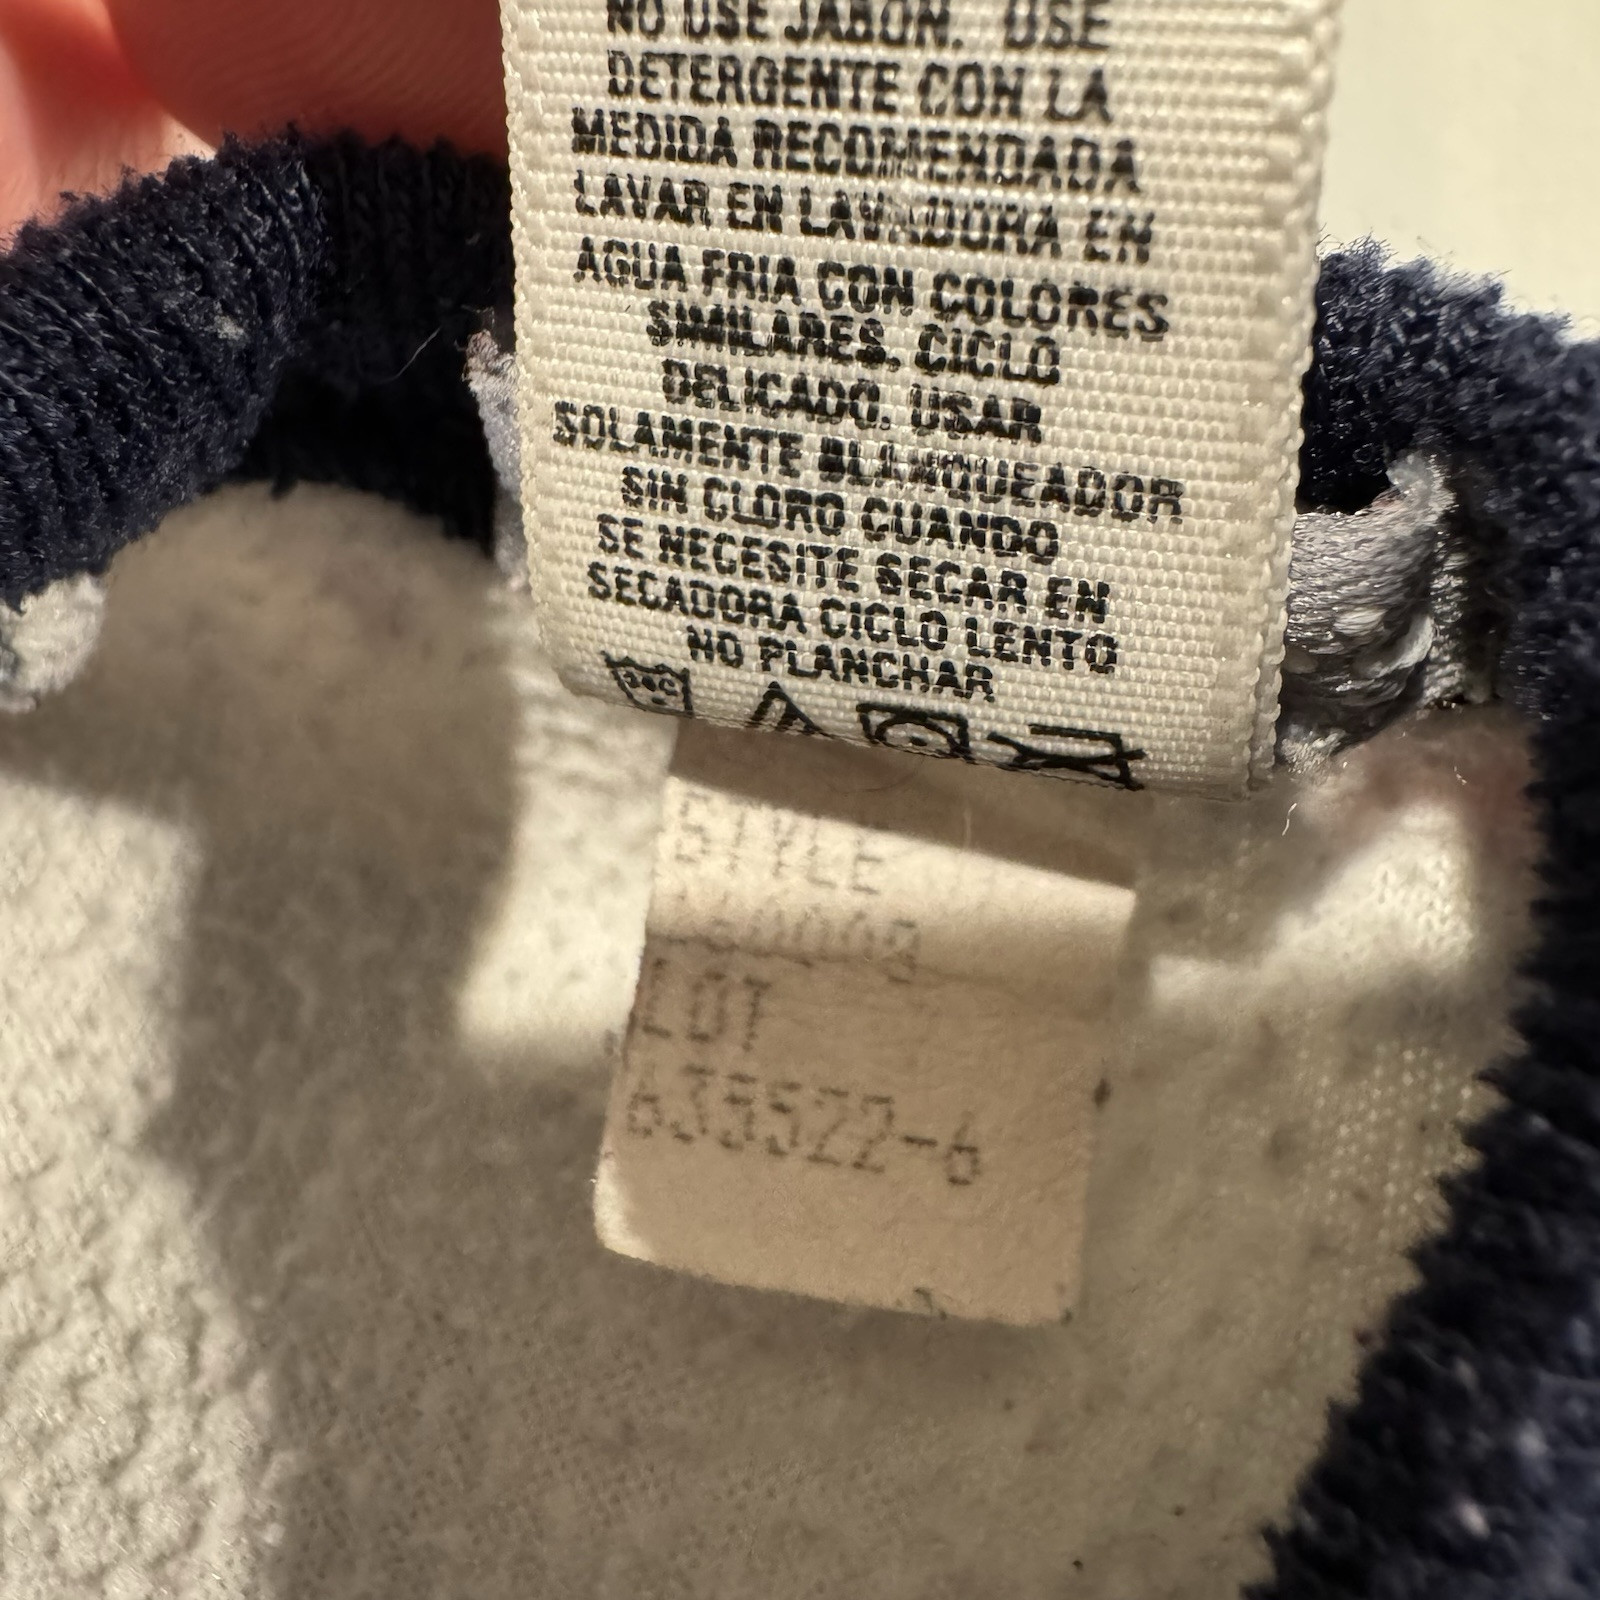 NO USE JABON. USE
DETERGENTE CON LA
MEDIDA RECOMENDADA
LAVAR EN LAVADORA EN
AGUA FRIA CON COLORES
SIMILARES. CICLO
DELICADO. USAR
SOLAMENTE BLANQUEADOR
SIN CLORO CUANDO
SE NECESITE SECAR EN
SECADORA CICLO LENTO
NO PLANCHAR
STYLE
LOT
635522-6